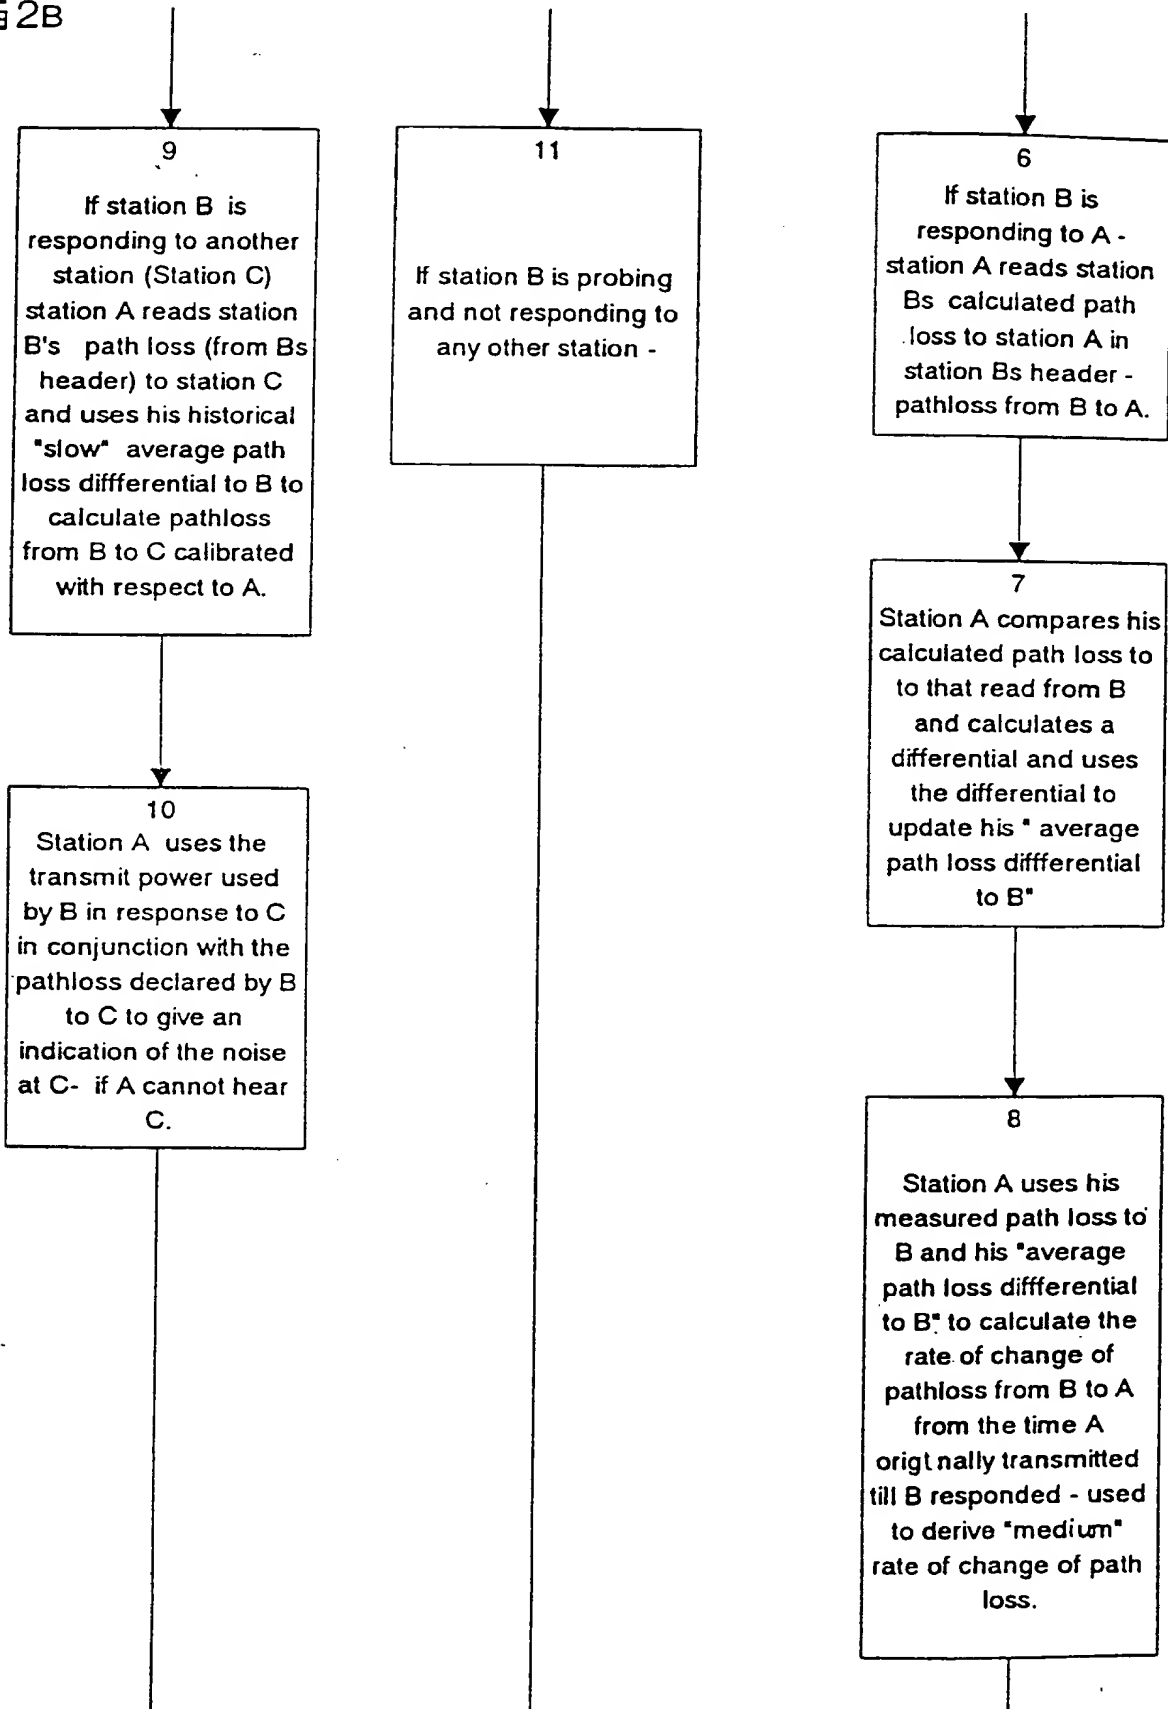 2B
9
If station B is
responding to another
station (Station C)
station A reads station
B's path loss (from Bs
header) to station C
and uses his historical
"slow" average path
loss diffferential to B to
calculate pathloss
from B to C calibrated
with respect to A.
10
Station A uses the
transmit power used
by B in response to C
in conjunction with the
pathloss declared by B
to C to give an
indication of the noise
at C- if A cannot hear
C.
11
If station B is probing
and not responding to
any other station -
6
If station B is
responding to A -
station A reads station
Bs calculated path
loss to station A in
station Bs header -
pathloss from B to A.
7
Station A compares his
calculated path loss to
to that read from B
and calculates a
differential and uses
the differential to
update his " average
path loss diffferential
to B"
8
Station A uses his
measured path loss to
B and his "average
path loss diffferential
to B" to calculate the
rate of change of
pathloss from B to A
from the time A
origt nally transmitted
till B responded - used
to derive "medium"
rate of change of path
loss.